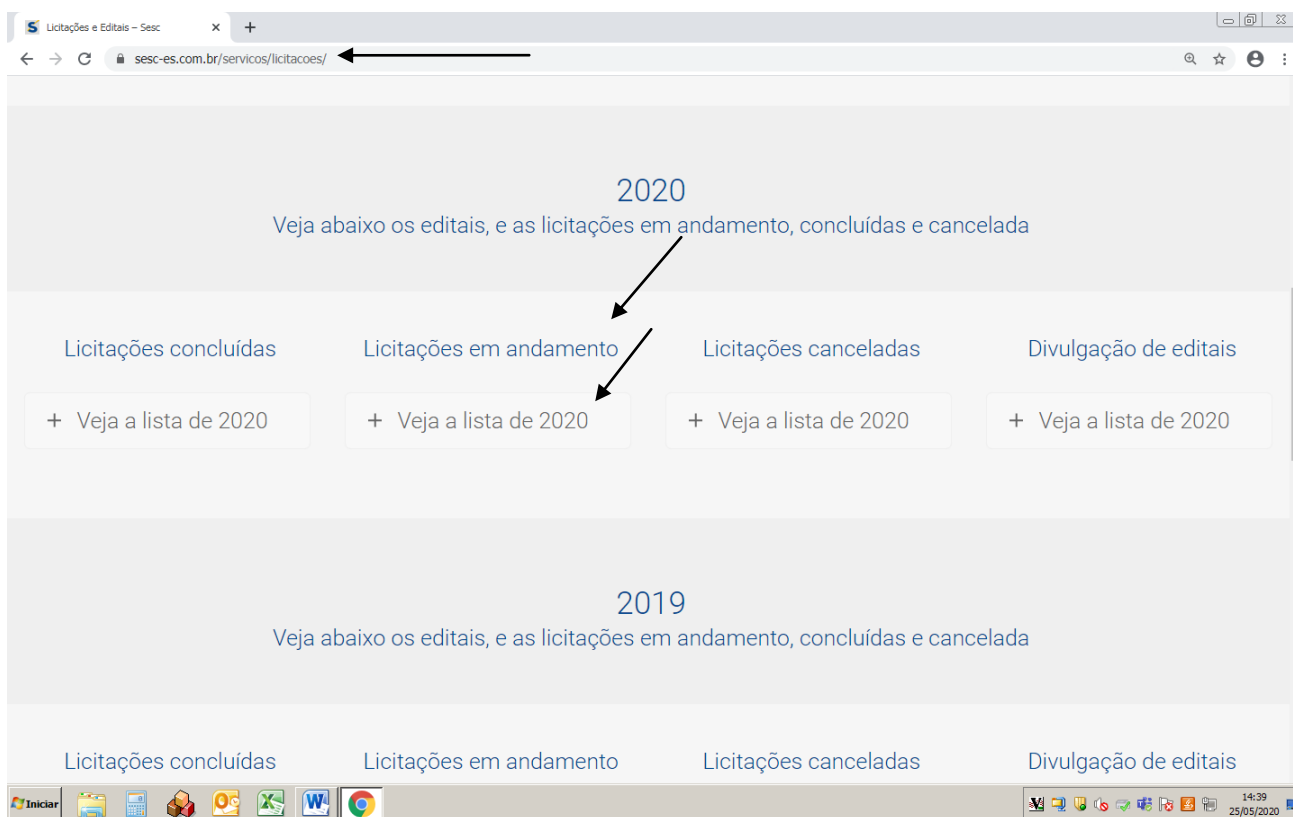 Licitações e Editais – Sesc
sesc-es.com.br/servicos/licitacoes/
2020
Veja abaixo os editais, e as licitações em andamento, concluídas e cancelada
Licitações concluídas
Licitações em andamento
Licitações canceladas
Divulgação de editais
+ Veja a lista de 2020
+ Veja a lista de 2020
+ Veja a lista de 2020
+ Veja a lista de 2020
2019
Veja abaixo os editais, e as licitações em andamento, concluídas e cancelada
Licitações concluídas
Licitações em andamento
Licitações canceladas
Divulgação de editais
Iniciar
14:39
25/05/2020